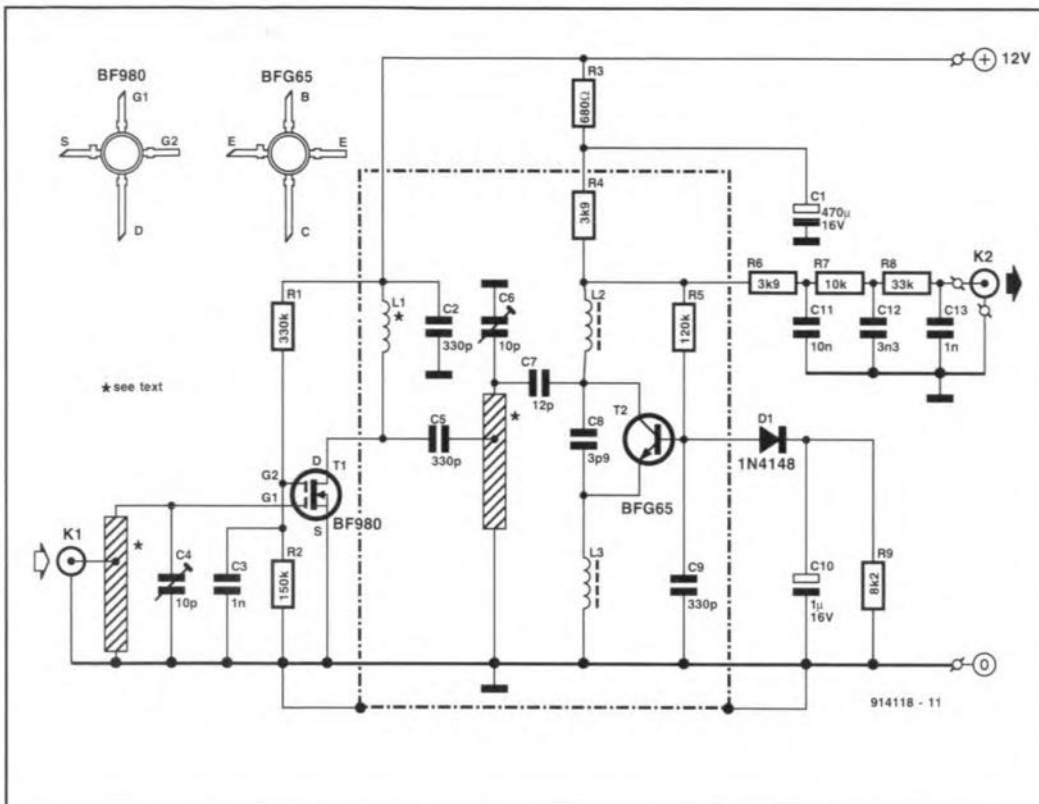 BF980
G1
S
G2
D
BFG65
B
E
E
C
12V
R3
680Ω
R4
3k9
C1
470µ
16V
R6
3k9
R7
10k
R8
33k
K2
R1
330k
L1
*
C2
330p
C6
10p
L2
R5
120k
C11
10n
C12
3n3
C13
1n
* see text
C7
12p
*
C5
330p
C8
3p9
T2
BFG65
D1
1N4148
D
T1
G2
G1
S
BF980
K1
*
C4
10p
C3
1n
R2
150k
L3
C9
330p
C10
1µ
16V
R9
8k2
0
914118 - 11